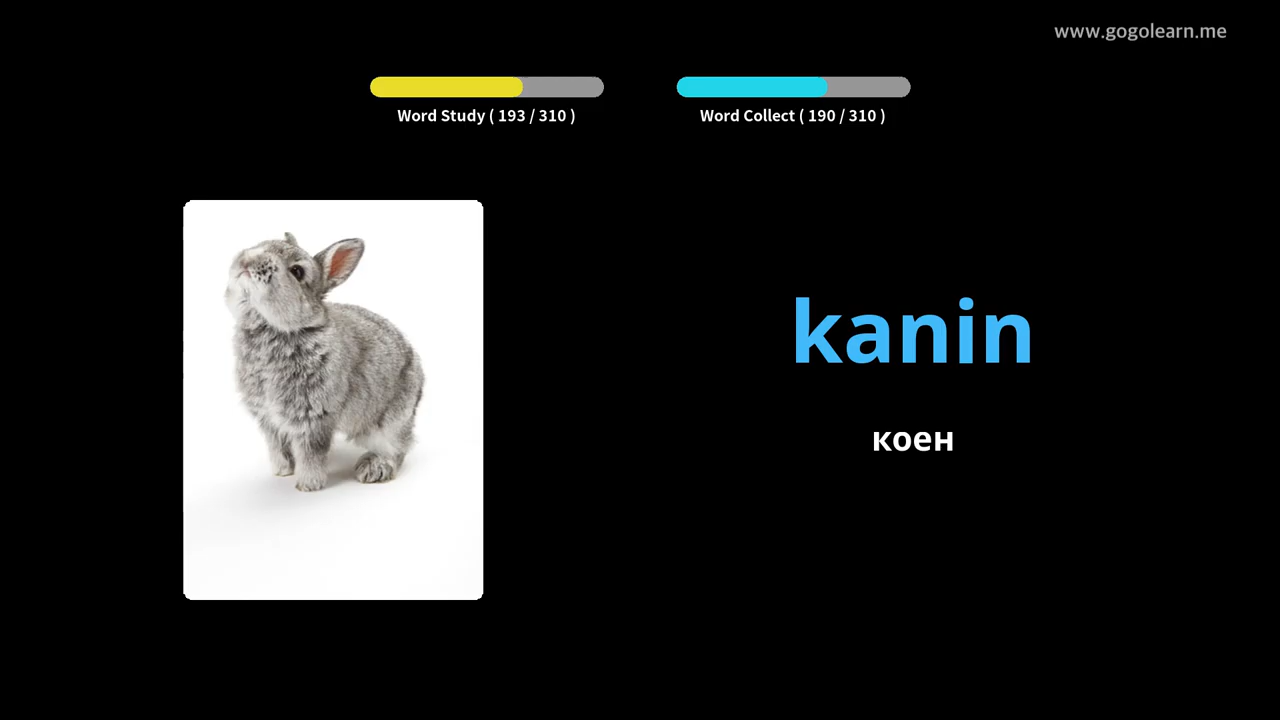 www.gogolearn.me
Word Study ( 193 / 310 )
Word Collect ( 190 / 310 )
kanin
коен